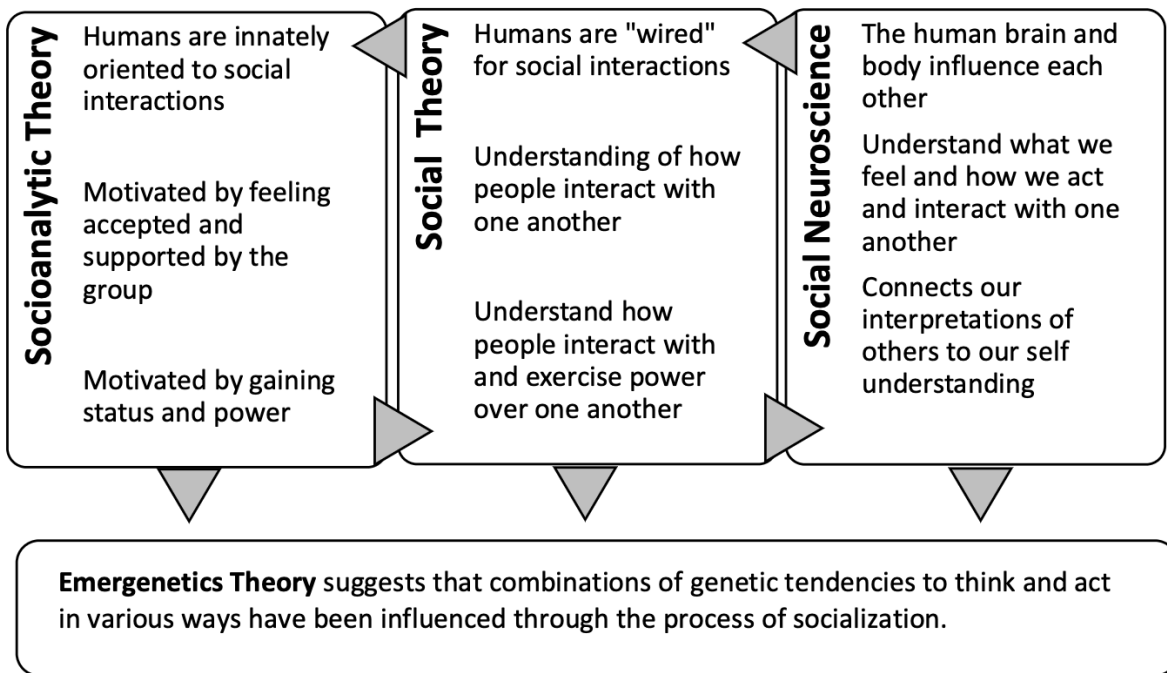 Socioanalytic Theory
Humans are innately
oriented to social
interactions
Motivated by feeling
accepted and
supported by the
group
Motivated by gaining
status and power
Social Theory
Humans are "wired"
for social interactions
Understanding of how
people interact with
one another
Understand how
people interact with
and exercise power
over one another
Social Neuroscience
The human brain and
body influence each
other
Understand what we
feel and how we act
and interact with one
another
Connects our
interpretations of
others to our self
understanding
Emergenetics Theory suggests that combinations of genetic tendencies to think and act
in various ways have been influenced through the process of socialization.